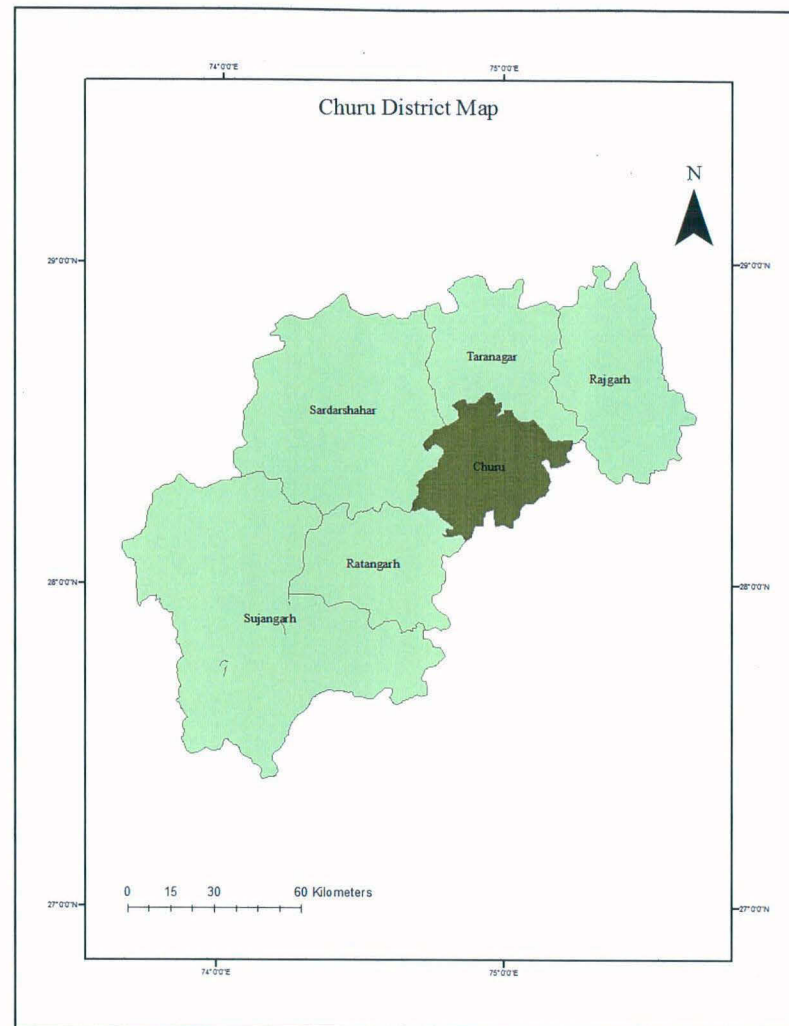 74°0'0"E 75°0'0"E
Churu District Map
N
29°0'0"N 29°0'0"N
Taranagar
Rajgarh
Sardarshahar
Churu
Ratangarh
28°0'0"N 28°0'0"N
Sujangarh
0 15 30 60 Kilometers
27°0'0"N 27°0'0"N
74°0'0"E 75°0'0"E